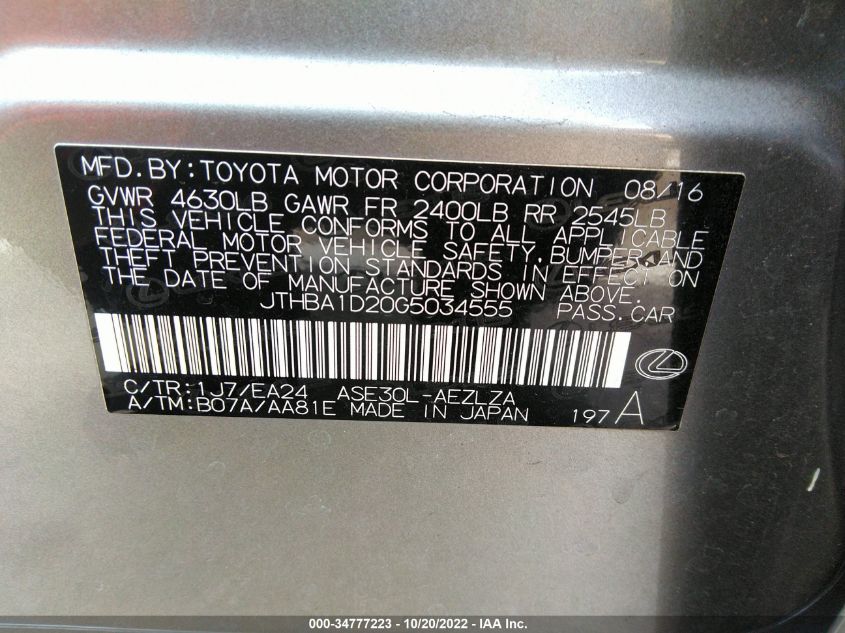 MFD.BY:TOYOTA MOTOR CORPORATION 08/16
GVWR 4630LB GAWR FR 2400LB RR 2545LB
THIS VEHICLE CONFORMS TO ALL APPLICABLE
FEDERAL MOTOR VEHICLE SAFETY,BUMPER,AND
THEFT PREVENTION STANDARDS IN EFFECT ON
THE DATE OF MANUFACTURE SHOWN ABOVE.
JTHBA1D20G5034555 PASS.CAR
C/TR:1J7/EA24 ASE30L-AEZLZA
A/TM:B07A/AA81E MADE IN JAPAN 197A
000-34777223 - 10/20/2022 - IAA Inc.